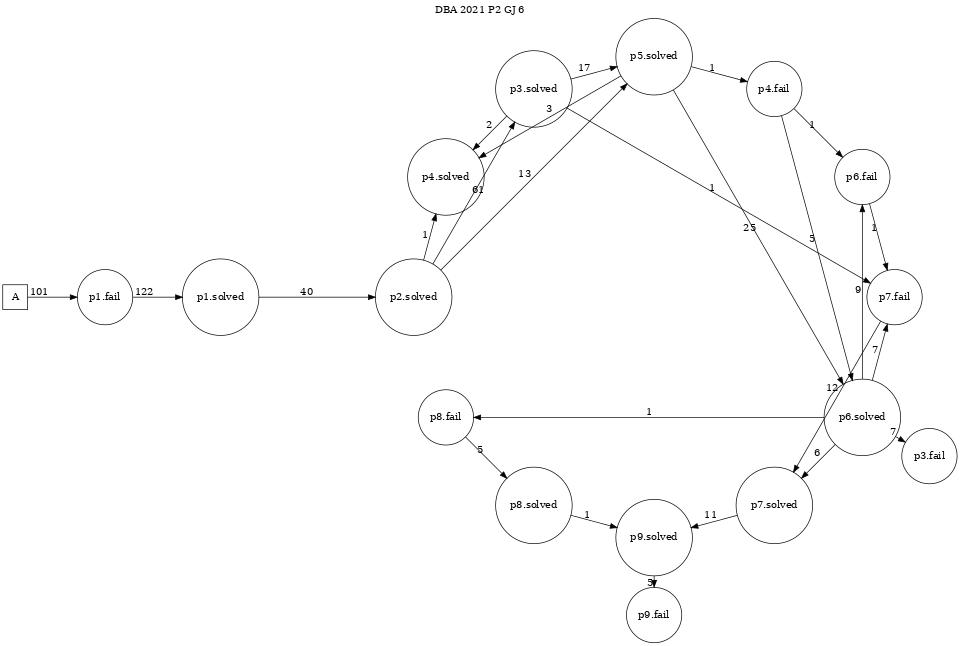 DBA 2021 P2 GJ 6
p5.solved
p3.solved
17
1
p4.fail
3
2
1
p4.solved
p6.fail
13
61
1
25
1
5
1
A
101
p1.fail
122
p1.solved
40
p2.solved
9
p7.fail
7
12
p8.fail
1
p6.solved
7
p3.fail
5
6
p8.solved
1
p9.solved
11
p7.solved
5
p9.fail